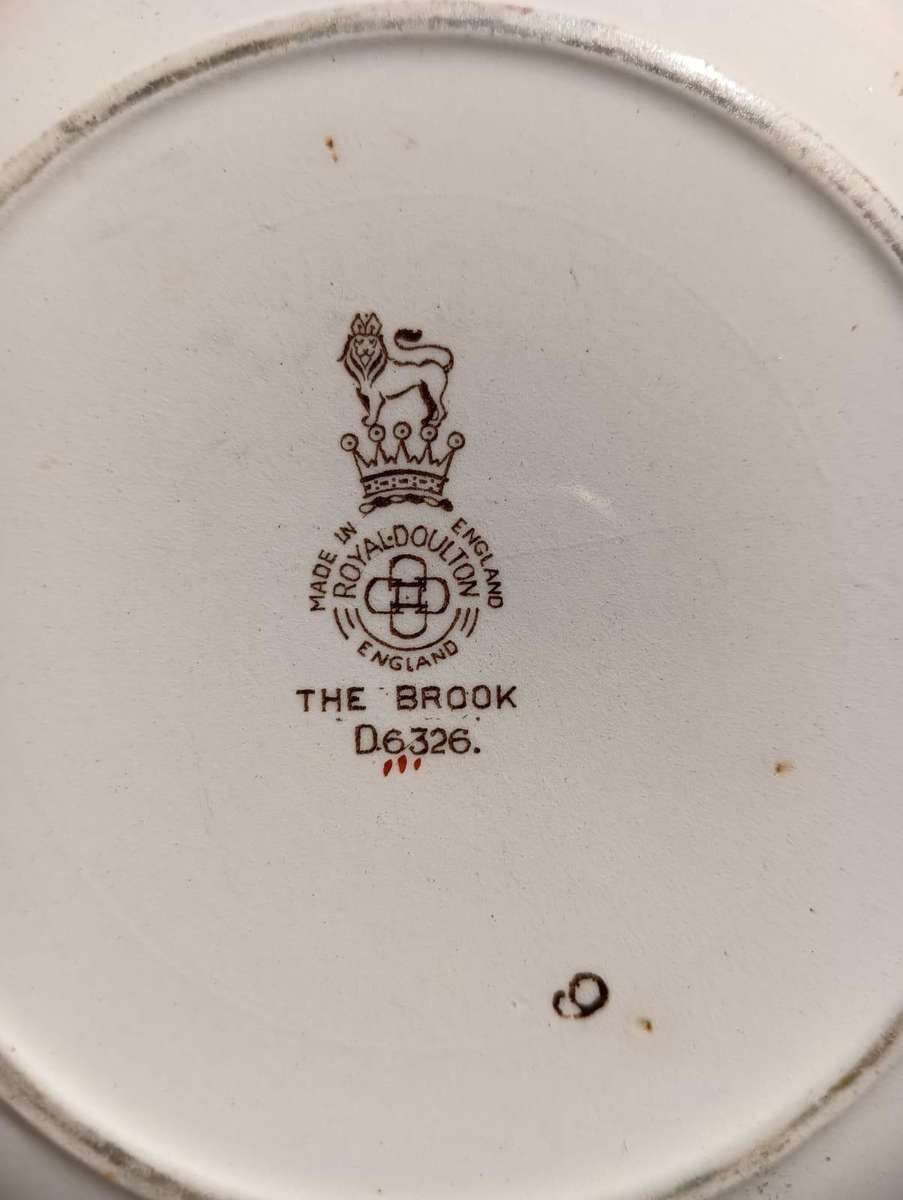 MADE IN ENGLAND
ROYAL·DOULTON
ENGLAND
THE BROOK
D.6326.